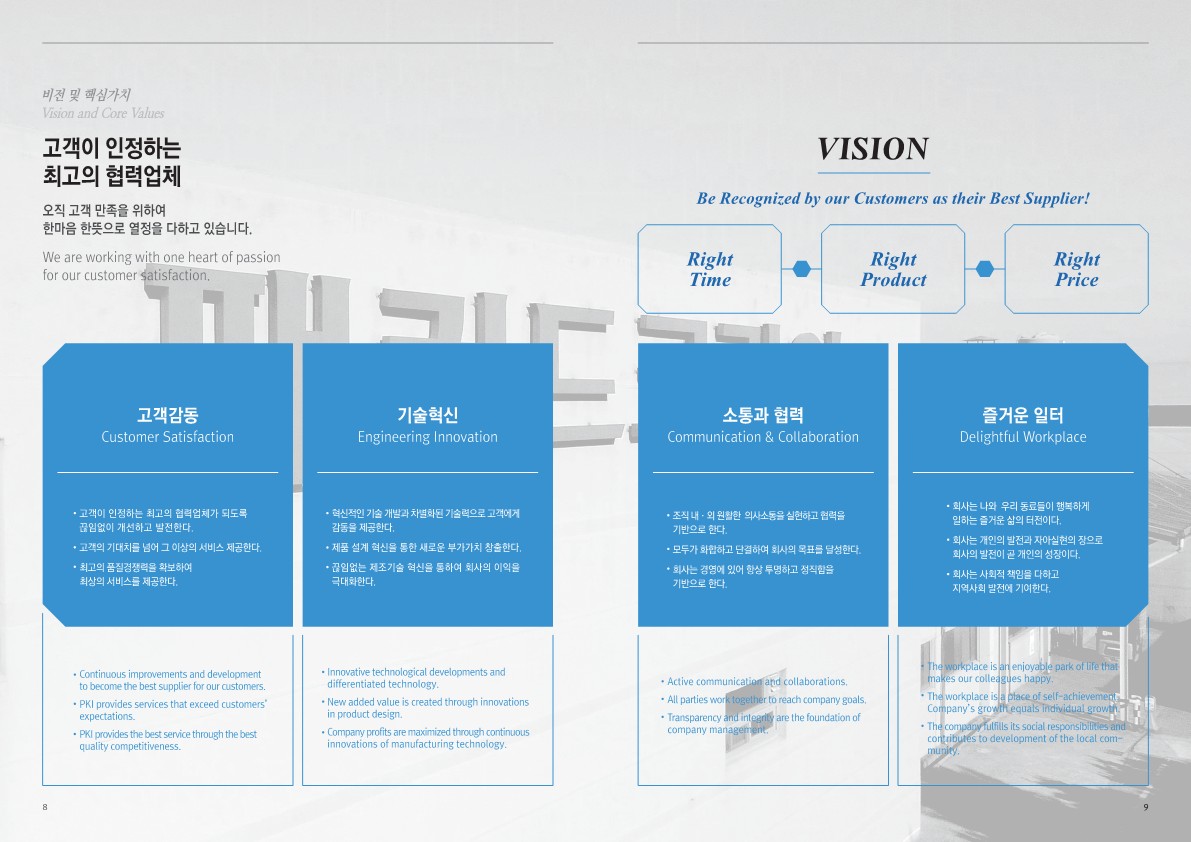 비전 및 핵심가치
Vision and Core Values
고객이 인정하는
최고의 협력업체
오직 고객 만족을 위하여
한마음 한뜻으로 열정을 다하고 있습니다.
We are working with one heart of passion
for our customer satisfaction.
고객감동
Customer Satisfaction
• 고객이 인정하는 최고의 협력업체가 되도록
끊임없이 개선하고 발전한다.
• 고객의 기대치를 넘어 그 이상의 서비스 제공한다.
• 최고의 품질경쟁력을 확보하여
최상의 서비스를 제공한다.
• Continuous improvements and development
to become the best supplier for our customers.
• PKI provides services that exceed customers'
expectations.
• PKI provides the best service through the best
quality competitiveness.
기술혁신
Engineering Innovation
• 혁신적인 기술 개발과 차별화된 기술력으로 고객에게
감동을 제공한다.
• 제품 설계 혁신을 통한 새로운 부가가치 창출한다.
• 끊임없는 제조기술 혁신을 통하여 회사의 이익을
극대화한다.
• Innovative technological developments and
differentiated technology.
• New added value is created through innovations
in product design.
• Company profits are maximized through continuous
innovations of manufacturing technology.
8
VISION
Be Recognized by our Customers as their Best Supplier!
Right
Time
Right
Product
Right
Price
소통과 협력
Communication & Collaboration
• 조직 내 · 외 원활한 의사소통을 실현하고 협력을
기반으로 한다.
• 모두가 화합하고 단결하여 회사의 목표를 달성한다.
• 회사는 경영에 있어 항상 투명하고 정직함을
기반으로 한다.
• Active communication and collaborations.
• All parties work together to reach company goals.
• Transparency and integrity are the foundation of
company management.
즐거운 일터
Delightful Workplace
• 회사는 나와 우리 동료들이 행복하게
일하는 즐거운 삶의 터전이다.
• 회사는 개인의 발전과 자아실현의 장으로
회사의 발전이 곧 개인의 성장이다.
• 회사는 사회적 책임을 다하고
지역사회 발전에 기여한다.
• The workplace is an enjoyable park of life that
makes our colleagues happy.
• The workplace is a place of self-achievement.
Company's growth equals individual growth.
• The company fulfills its social responsibilities and
contributes to development of the local com-
munity.
9